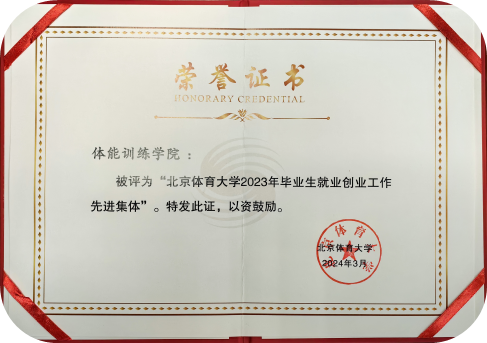 荣誉证书
HONORARY CREDENTIAL
体能训练学院：
被评为“北京体育大学2023年毕业生就业创业工作
先进集体”。特发此证，以资鼓励。
北京体育大学
2024年3月